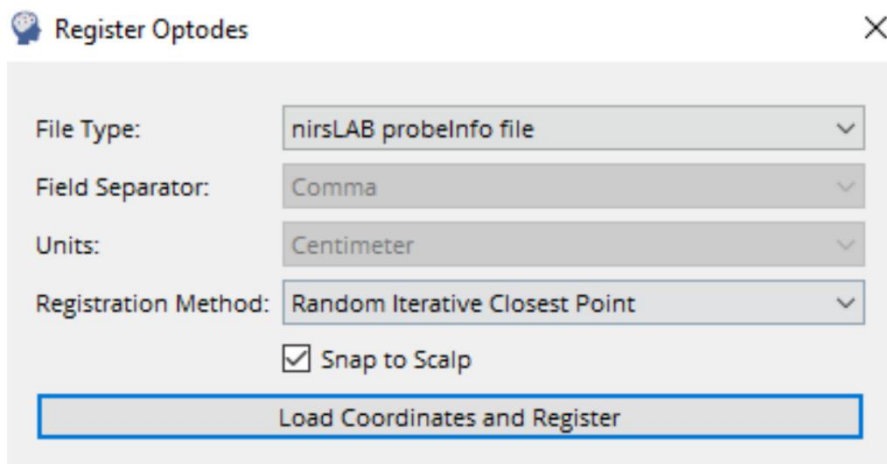 Register Optodes
File Type: nirsLAB probeInfo file
Field Separator: Comma
Units: Centimeter
Registration Method: Random Iterative Closest Point
Snap to Scalp
Load Coordinates and Register